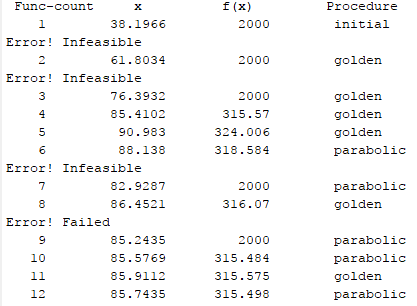 Func-count x f(x) Procedure
1 38.1966 2000 initial
Error! Infeasible
2 61.8034 2000 golden
Error! Infeasible
3 76.3932 2000 golden
4 85.4102 315.57 golden
5 90.983 324.006 golden
6 88.138 318.584 parabolic
Error! Infeasible
7 82.9287 2000 parabolic
8 86.4521 316.07 golden
Error! Failed
9 85.2435 2000 parabolic
10 85.5769 315.484 parabolic
11 85.9112 315.575 golden
12 85.7435 315.498 parabolic